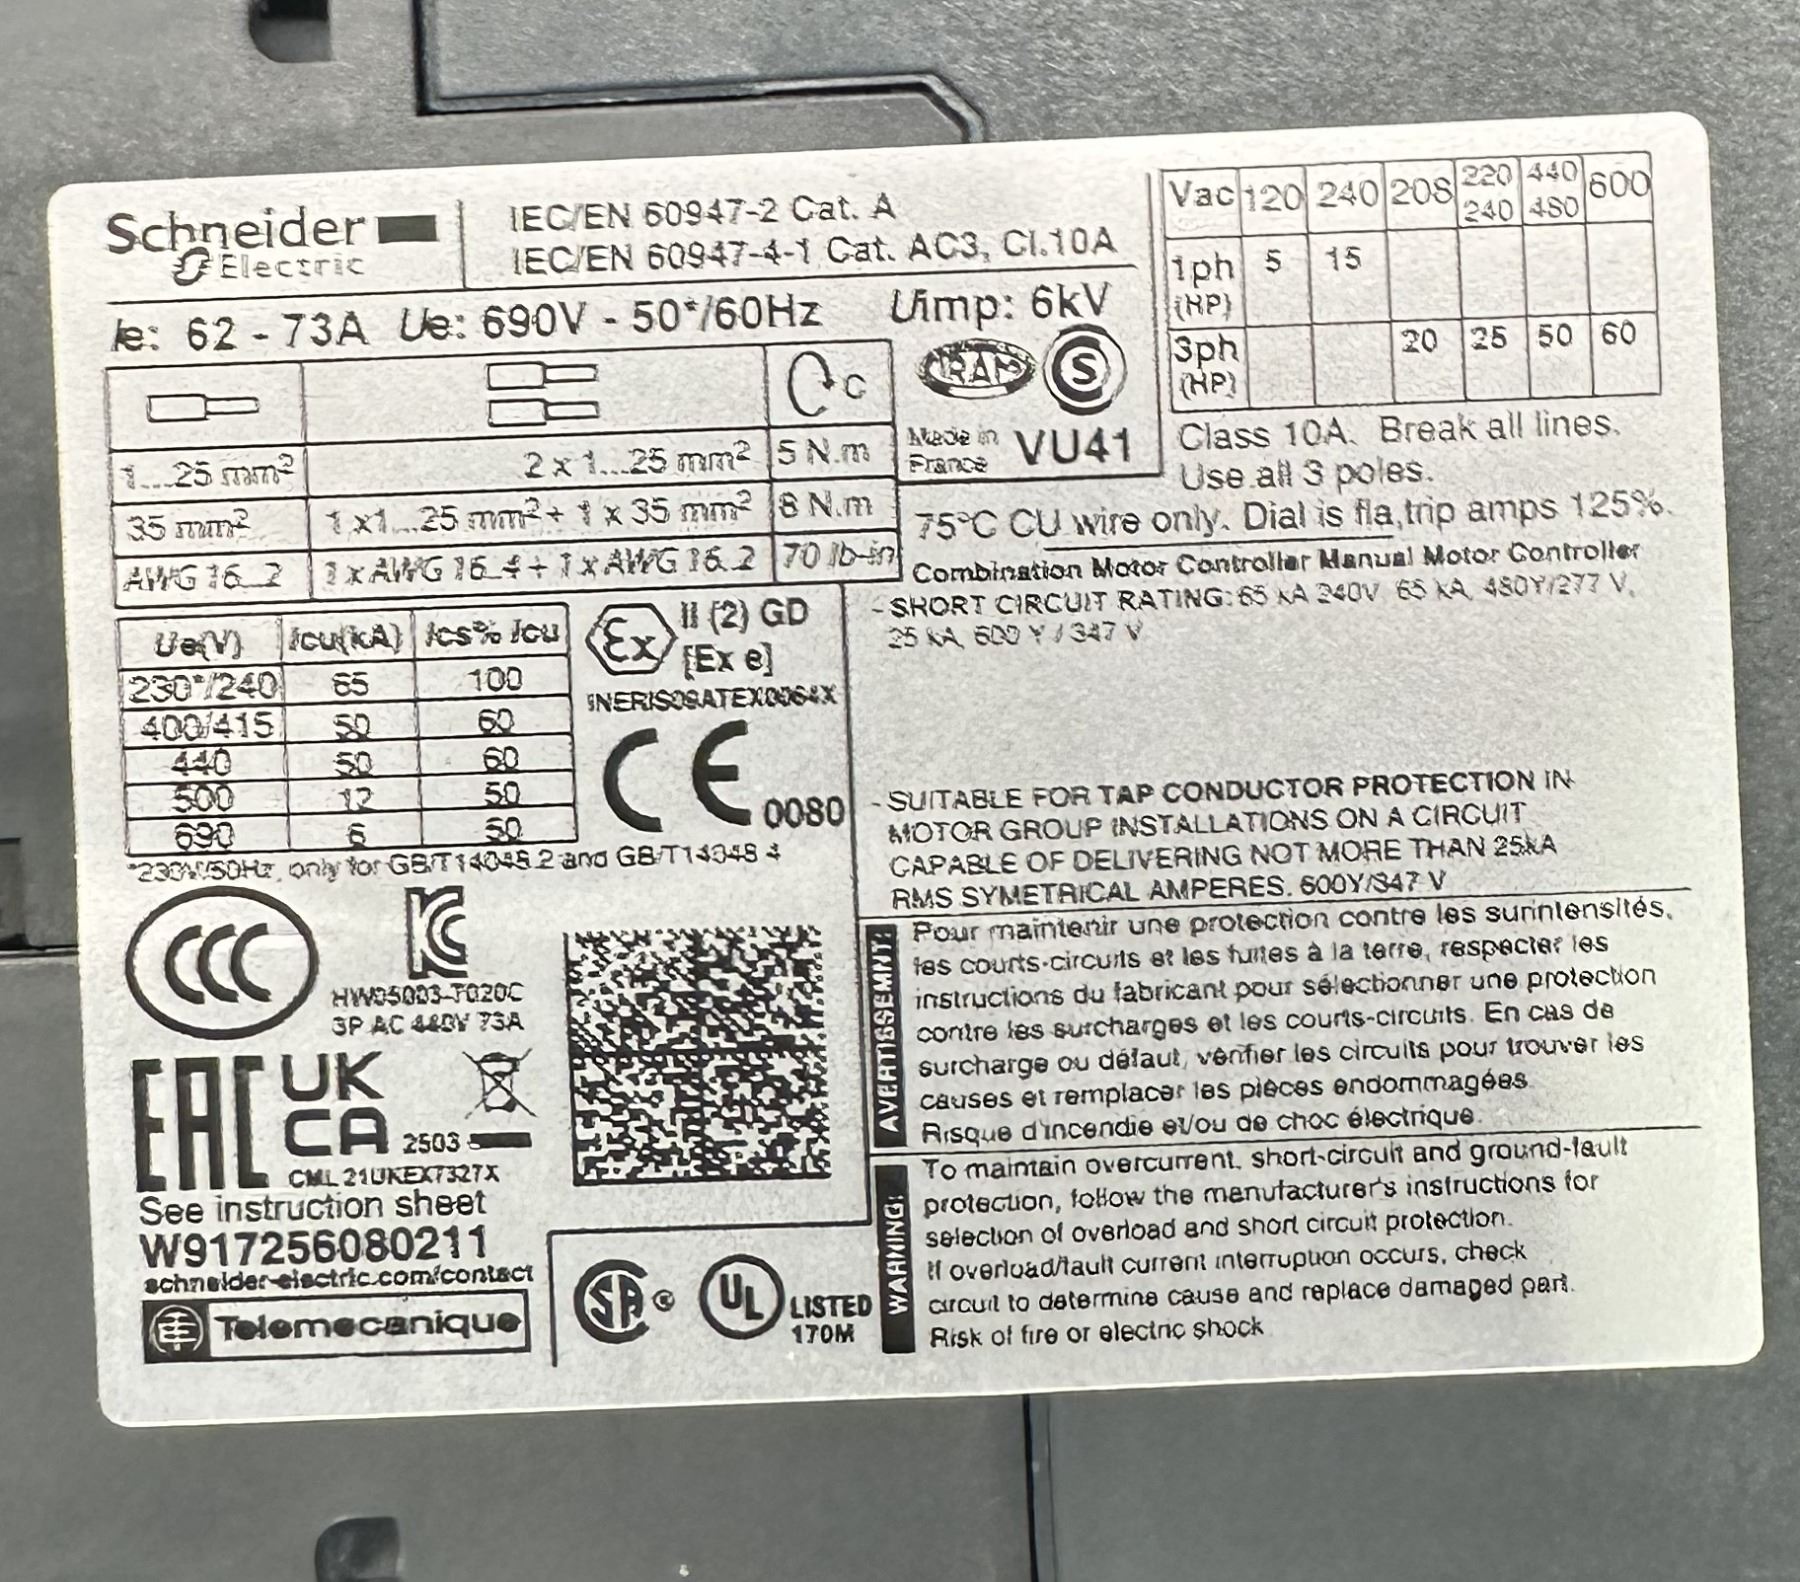 Schneider
Electric
IEC/EN 60947-2 Cat. A
IEC/EN 60947-4-1 Cat. AC3, Cl.10A
Ie: 62 - 73A Ue: 690V - 50*/60Hz Uimp: 6kV
C
1...25 mm² 2 x 1...25 mm² 5 N.m
35 mm² 1 x1...25 mm² + 1 x 35 mm² 8 N.m
AWG 16..2 1 x AWG 16..4 + 1 x AWG 16..2 70 lb-in
KRAMS
Made in
France
VU41
Vac 120 240 208 220 240 440 480 600
1ph (HP) 5 15
3ph (HP) 20 25 50 60
Class 10A. Break all lines.
Use all 3 poles.
75°C CU wire only. Dial is fla,trip amps 125%.
Combination Motor Controller Manual Motor Controller
- SHORT CIRCUIT RATING: 65 kA 240V, 65 kA, 480Y/277 V,
25 kA, 600 Y / 347 V
Ue(V) Icu(kA) Ics% Icu
230*/240 65 100
400/415 50 60
440 50 60
500 12 50
690 6 50
*230V/50Hz, only for GB/T14048.2 and GB/T14048.4
Ex II (2) GD
[Ex e]
INERIS09ATEX0064X
CE 0080
- SUITABLE FOR TAP CONDUCTOR PROTECTION IN
MOTOR GROUP INSTALLATIONS ON A CIRCUIT
CAPABLE OF DELIVERING NOT MORE THAN 25kA
RMS SYMETRICAL AMPERES. 600Y/347 V
CCC
KC
HW05003-7020C
3P AC 440V 73A
EAC
UK
CA
2503
CML 21UKEX7327X
See instruction sheet
W917256080211
schneider-electric.com/contact
Telemecanique
SA ®
UL LISTED
170M
AVERTISSEMNT!
Pour maintenir une protection contre les surintensités,
les courts-circuits et les fuites à la terre, respecter les
instructions du fabricant pour sélectionner une protection
contre les surcharges et les courts-circuits. En cas de
surcharge ou défaut, vérifier les circuits pour trouver les
causes et remplacer les pièces endommagées.
Risque d'incendie et/ou de choc électrique.
WARNING!
To maintain overcurrent, short-circuit and ground-fault
protection, follow the manufacturer's instructions for
selection of overload and short circuit protection.
If overload/fault current interruption occurs, check
circuit to determine cause and replace damaged part.
Risk of fire or electric shock